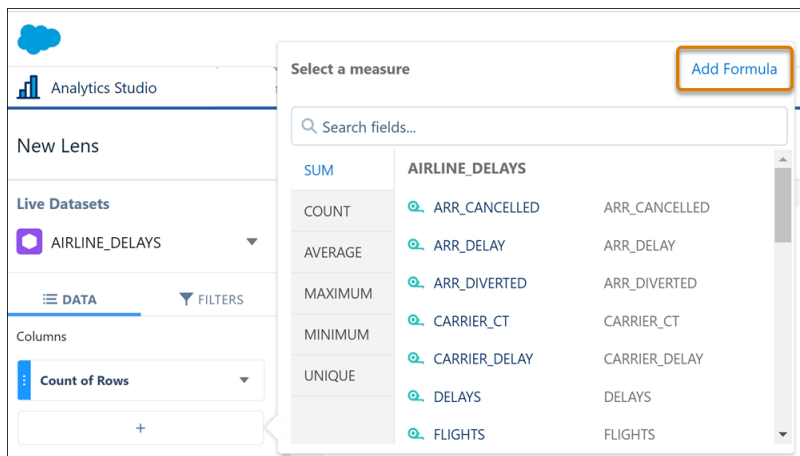 Analytics Studio
New Lens
Live Datasets
AIRLINE_DELAYS
DATA
FILTERS
Columns
Count of Rows
+
Select a measure
Add Formula
Search fields...
SUM
COUNT
AVERAGE
MAXIMUM
MINIMUM
UNIQUE
AIRLINE_DELAYS
ARR_CANCELLED ARR_CANCELLED
ARR_DELAY ARR_DELAY
ARR_DIVERTED ARR_DIVERTED
CARRIER_CT CARRIER_CT
CARRIER_DELAY CARRIER_DELAY
DELAYS DELAYS
FLIGHTS FLIGHTS